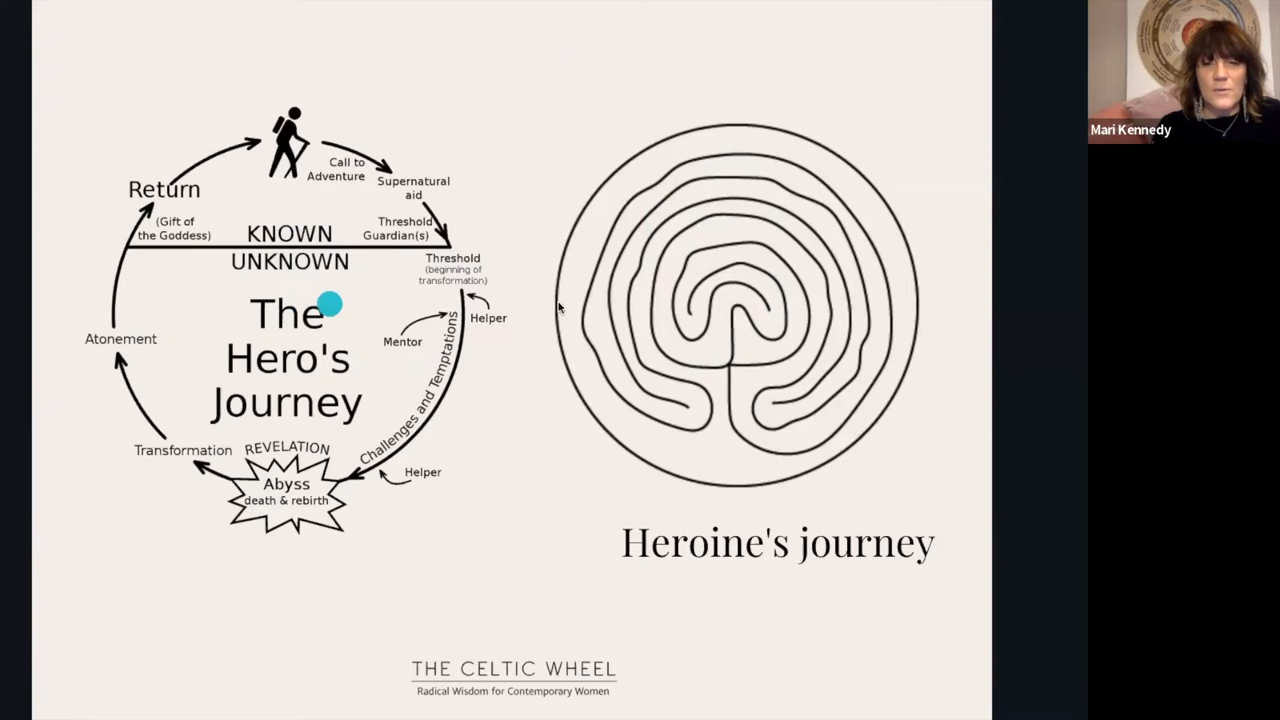 Call to
Adventure
Supernatural
aid
Return
(Gift of
the Goddess)
KNOWN
Threshold
Guardian(s)
UNKNOWN
Threshold
(beginning of
transformation)
The
Hero's
Journey
Helper
Mentor
Challenges and Temptations
Atonement
Transformation
REVELATION
Abyss
death & rebirth
Helper
Heroine's journey
THE CELTIC WHEEL
Radical Wisdom for Contemporary Women
Mari Kennedy